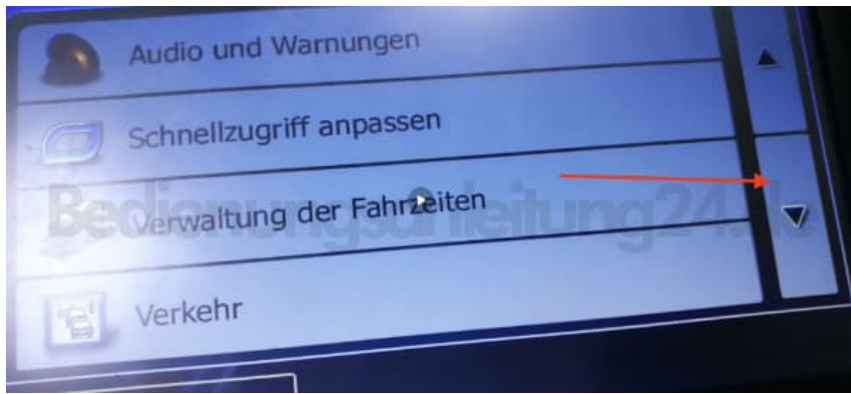 Audio und Warnungen
Schnellzugriff anpassen
Verwaltung der Fahrzeiten
Bedienungsanleitung24.de
Verkehr